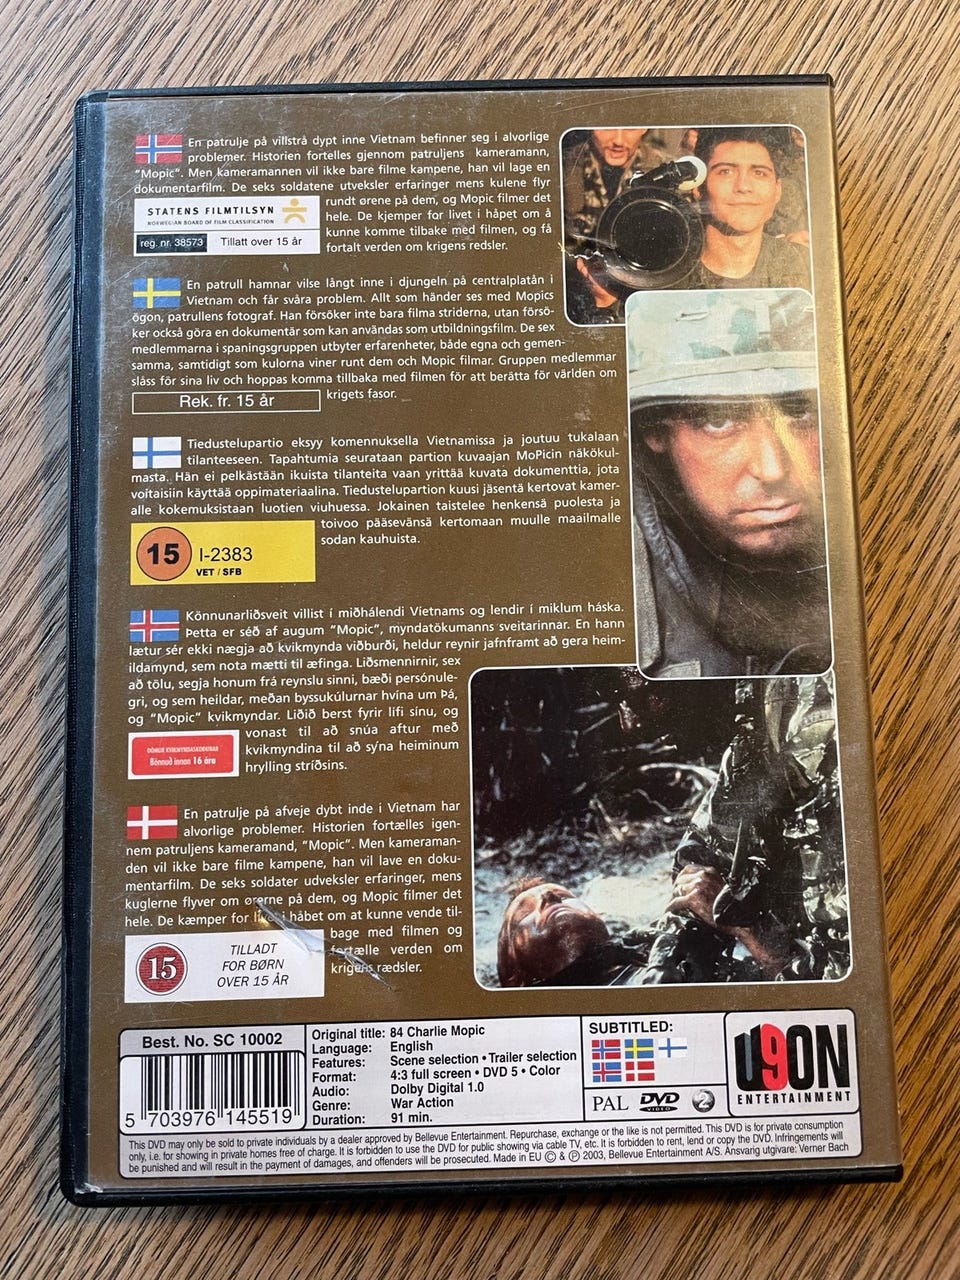 En patrulje på villstrå dypt inne Vietnam befinner seg i alvorlige
problemer. Historien fortelles gjennom patruljens kameramann,
"Mopic". Men kameramannen vil ikke bare filme kampene, han vil lage en
dokumentarfilm. De seks soldatene utveksler erfaringer mens kulene flyr
rundt ørene på dem, og Mopic filmer det
hele. De kjemper for livet i håpet om å
kunne komme tilbake med filmen, og få
fortalt verden om krigens redsler.
STATENS FILMTILSYN
NORWEGIAN BOARD OF FILM CLASSIFICATION
reg. nr. 38573 Tillatt over 15 år
En patrull hamnar vilse långt inne i djungeln på centralplatån i
Vietnam och får svåra problem. Allt som händer ses med Mopics
ögon, patrullens fotograf. Han försöker inte bara filma striderna, utan försö-
ker också göra en dokumentär som kan användas som utbildningsfilm. De sex
medlemmarna i spaningsgruppen utbyter erfarenheter, både egna och gemen-
samma, samtidigt som kulorna viner runt dem och Mopic filmar. Gruppen medlemmar
slåss för sina liv och hoppas komma tillbaka med filmen för att berätta för världen om
krigets fasor.
Rek. fr. 15 år
Tiedustelupartio eksyy komennuksella Vietnamissa ja joutuu tukalaan
tilanteeseen. Tapahtumia seurataan partion kuvaajan MoPicin näkökul-
masta. Hän ei pelkästään ikuista tilanteita vaan yrittää kuvata dokumenttia, jota
voitaisiin käyttää oppimateriaalina. Tiedustelupartion kuusi jäsentä kertovat kamer-
alle kokemuksistaan luotien viuhuessa. Jokainen taistelee henkensä puolesta ja
toivoo pääsevänsä kertomaan muulle maailmalle
sodan kauhuista.
15 I-2383
VET / SFB
Könnunarliðsveit villist í miðhálendi Vietnams og lendir í miklum háska.
Þetta er séð af augum "Mopic", myndatökumanns sveitarinnar. En hann
lætur sér ekki nægja að kvikmynda viðburði, heldur reynir jafnframt að gera heim-
ildamynd, sem nota mætti til æfinga. Liðsmennirnir, sex
að tölu, segja honum frá reynslu sinni, bæði persónule-
gri, og sem heildar, meðan byssukúlurnar hvína um Þá,
og "Mopic" kvikmyndar. Liðið berst fyrir lífi sínu, og
vonast til að snúa aftur með
kvikmyndina til að sýna heiminum
hrylling stríðsins.
Bönnuð innan 16 ára
En patrulje på afveje dybt inde i Vietnam har
alvorlige problemer. Historien fortælles igen-
nem patruljens kameramand, "Mopic". Men kameraman-
den vil ikke bare filme kampene, han vil lave en doku-
mentarfilm. De seks soldater udveksler erfaringer, mens
kuglerne flyver om ørerne på dem, og Mopic filmer det
hele. De kæmper for livet i håbet om at kunne vende til-
bage med filmen og
fortælle verden om
krigens rædsler.
15 TILLADT
FOR BØRN
OVER 15 ÅR
Best. No. SC 10002
5 703976 145519
Original title: 84 Charlie Mopic
Language: English
Features: Scene selection • Trailer selection
Format: 4:3 full screen • DVD 5 • Color
Audio: Dolby Digital 1.0
Genre: War Action
Duration: 91 min.
SUBTITLED:
PAL DVD VIDEO 2
U9ON
ENTERTAINMENT
This DVD may only be sold to private individuals by a dealer approved by Bellevue Entertainment. Repurchase, exchange or the like is not permitted. This DVD is for private consumption
only, i.e. for showing in private homes free of charge. It is forbidden to use the DVD for public showing via cable TV, etc. It is forbidden to rent, lend or copy the DVD. Infringements will
be punished and will result in the payment of damages, and offenders will be prosecuted. Made in EU Ⓒ & Ⓟ 2003, Bellevue Entertainment A/S. Ansvarig utgivare: Verner Bach